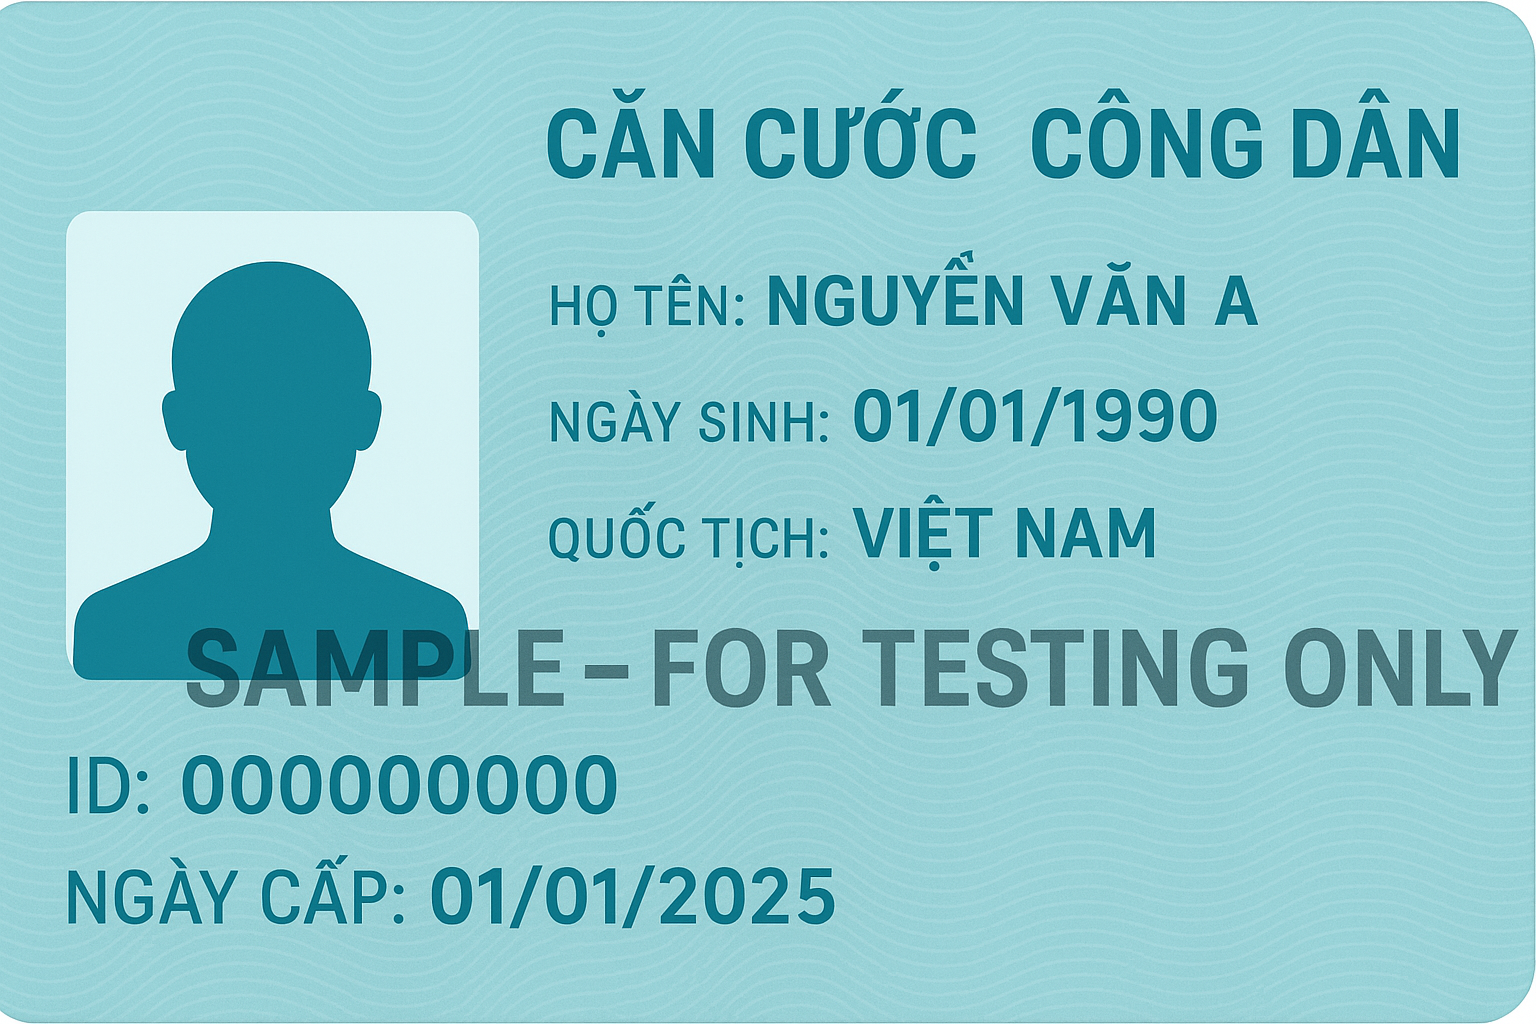 CĂN CƯỚC CÔNG DÂN
HỌ TÊN: NGUYỂN VĂN A
NGÀY SINH: 01/01/1990
QUỐC TỊCH: VIỆT NAM
SAMPLE – FOR TESTING ONLY
ID: 000000000
NGÀY CẤP: 01/01/2025